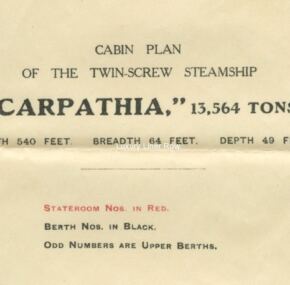 CABIN PLAN
OF THE TWIN-SCREW STEAMSHIP
CARPATHIA," 13,564 TONS
TH 540 FEET. BREADTH 64 FEET. DEPTH 49 F
STATEROOM NOS. IN RED.
BERTH NOS. IN BLACK.
ODD NUMBERS ARE UPPER BERTHS.